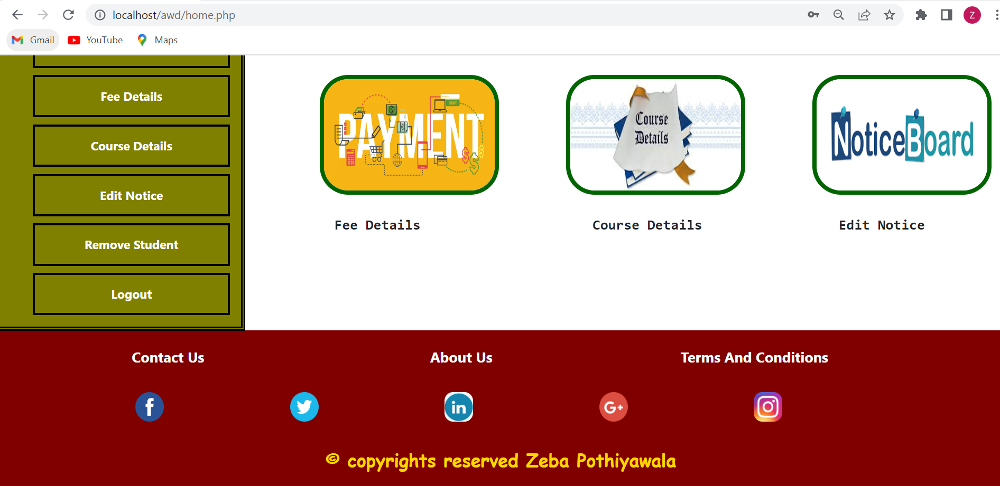 localhost/awd/home.php
Z
Gmail
YouTube
Maps
Fee Details
Course Details
Edit Notice
Remove Student
Logout
PAYMENT
Course
Details
NoticeBoard
Fee Details
Course Details
Edit Notice
Contact Us
About Us
Terms And Conditions
f
in
G+
© copyrights reserved Zeba Pothiyawala